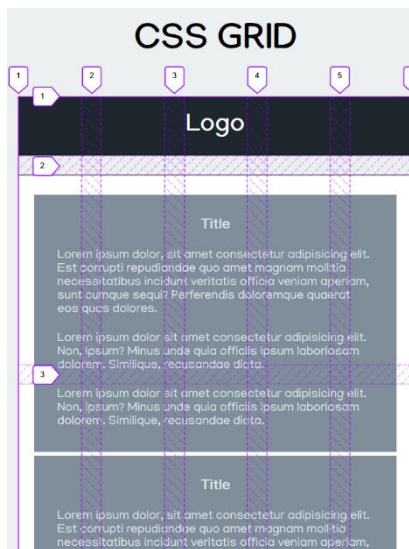 CSS GRID
1 2 3 4 5
1
Logo
2
Title
Lorem ipsum dolor, sit amet consectetur adipisicing elit.
Est corrupti repudiandae quo amet magnam mollitia
necessitatibus incidunt veritatis officia veniam aperiam,
sunt cumque sequi? Perferendis doloremque quaerat
eos quos dolores.
Lorem ipsum dolor sit amet consectetur adipisicing elit.
Non, ipsum? Minus unde quia officiis ipsum laboriosam
dolorem. Similique, recusandae dicta.
3
Lorem ipsum dolor sit amet consectetur adipisicing elit.
Non, ipsum? Minus unde quia officiis ipsum laboriosam
dolorem. Similique, recusandae dicta.
Title
Lorem ipsum dolor, sit amet consectetur adipisicing elit.
Est corrupti repudiandae quo amet magnam mollitia
necessitatibus incidunt veritatis officia veniam aperiam,